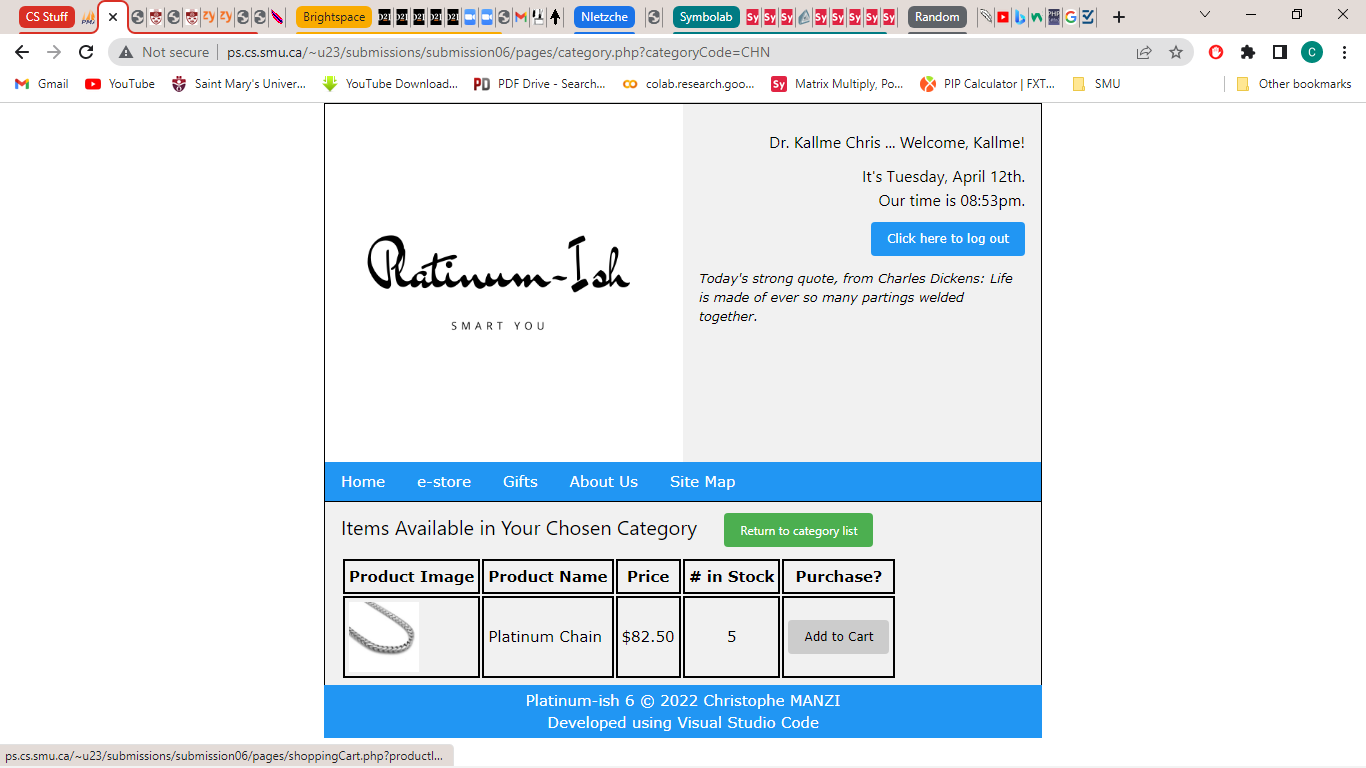 CS Stuff
Brightspace
NIetzche
Symbolab
Random
Not secure
ps.cs.smu.ca/~u23/submissions/submission06/pages/category.php?categoryCode=CHN
C
Gmail
YouTube
Saint Mary's Univer...
YouTube Download...
PDF Drive - Search...
colab.research.goo...
Matrix Multiply, Po...
PIP Calculator | FXT...
SMU
Other bookmarks
Dr. Kallme Chris ... Welcome, Kallme!
It's Tuesday, April 12th.
Our time is 08:53pm.
Click here to log out
Today's strong quote, from Charles Dickens: Life
is made of ever so many partings welded
together.
Platinum-Ish
SMART YOU
Home e-store Gifts About Us Site Map
Items Available in Your Chosen Category
Return to category list
Product Image Product Name Price # in Stock Purchase?
Platinum Chain $82.50 5 Add to Cart
Platinum-ish 6 © 2022 Christophe MANZI
Developed using Visual Studio Code
ps.cs.smu.ca/~u23/submissions/submission06/pages/shoppingCart.php?productI...